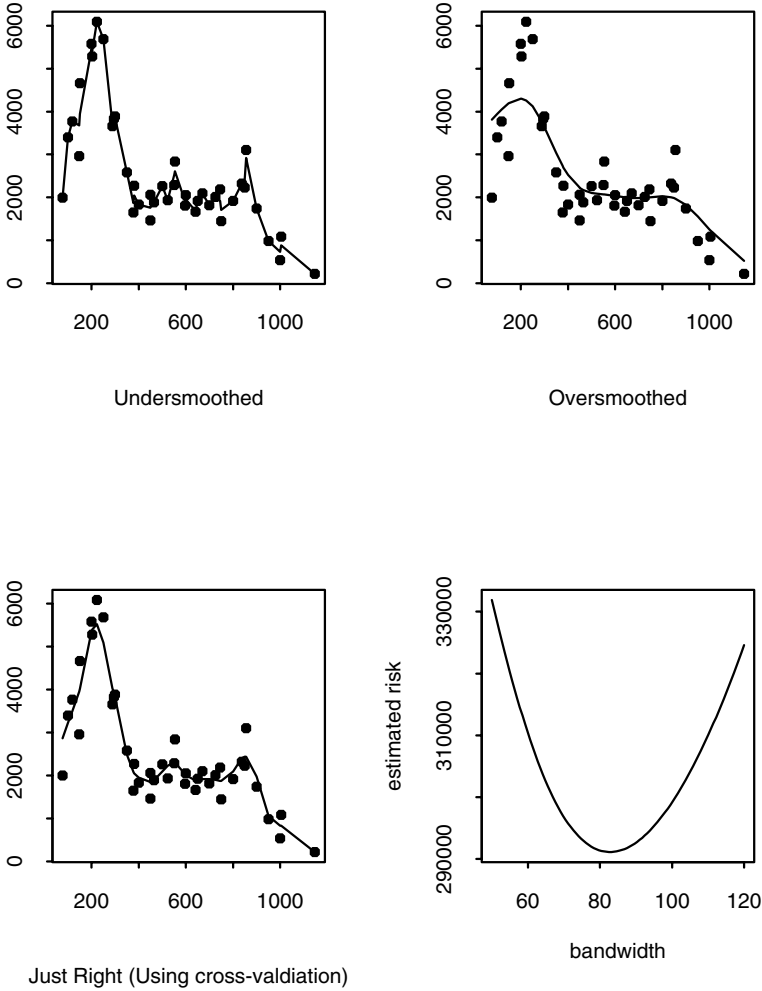 6000
4000
2000
0
200 600 1000
Undersmoothed
6000
4000
2000
0
200 600 1000
Oversmoothed
6000
4000
2000
0
200 600 1000
Just Right (Using cross-valdiation)
estimated risk
330000
310000
290000
60 80 100 120
bandwidth